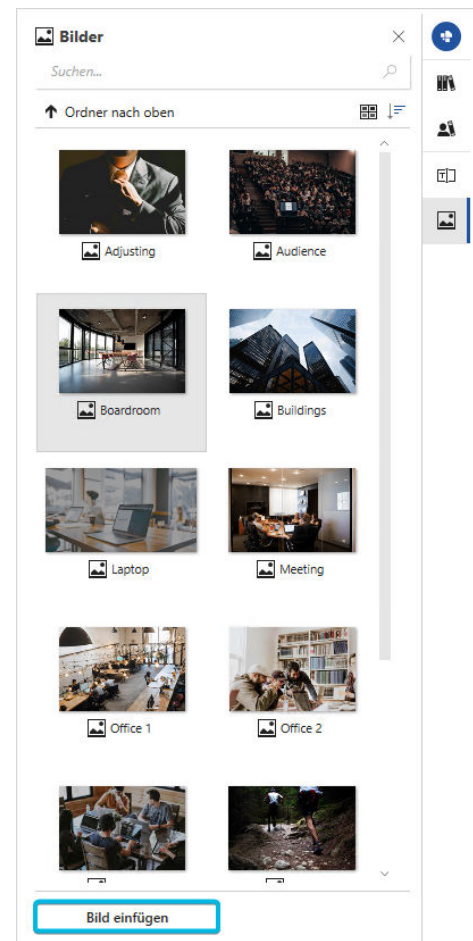 Bilder
Suchen...
Ordner nach oben
Adjusting
Audience
Boardroom
Buildings
Laptop
Meeting
Office 1
Office 2
Bild einfügen